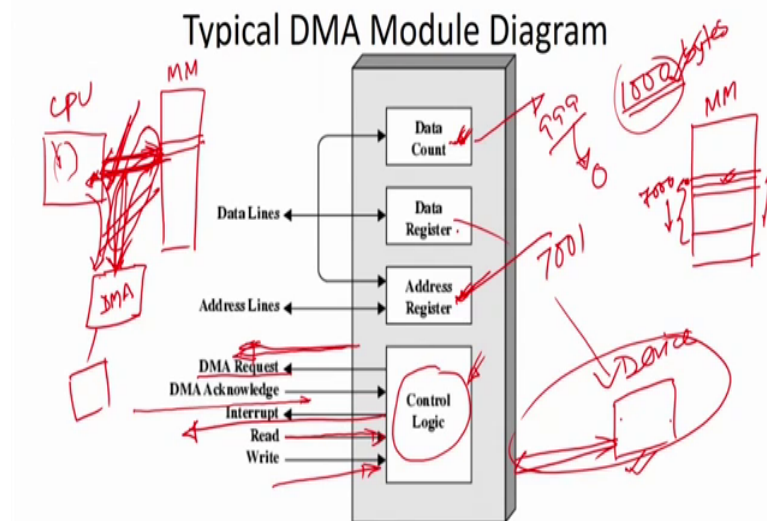 Typical DMA Module Diagram
CPU
MM
DMA
Data
Count
Data Lines
Data
Register
Address Lines
Address
Register
DMA Request
DMA Acknowledge
Interrupt
Read
Write
Control
Logic
999
0
1000 bytes
MM
7000
7001
Device